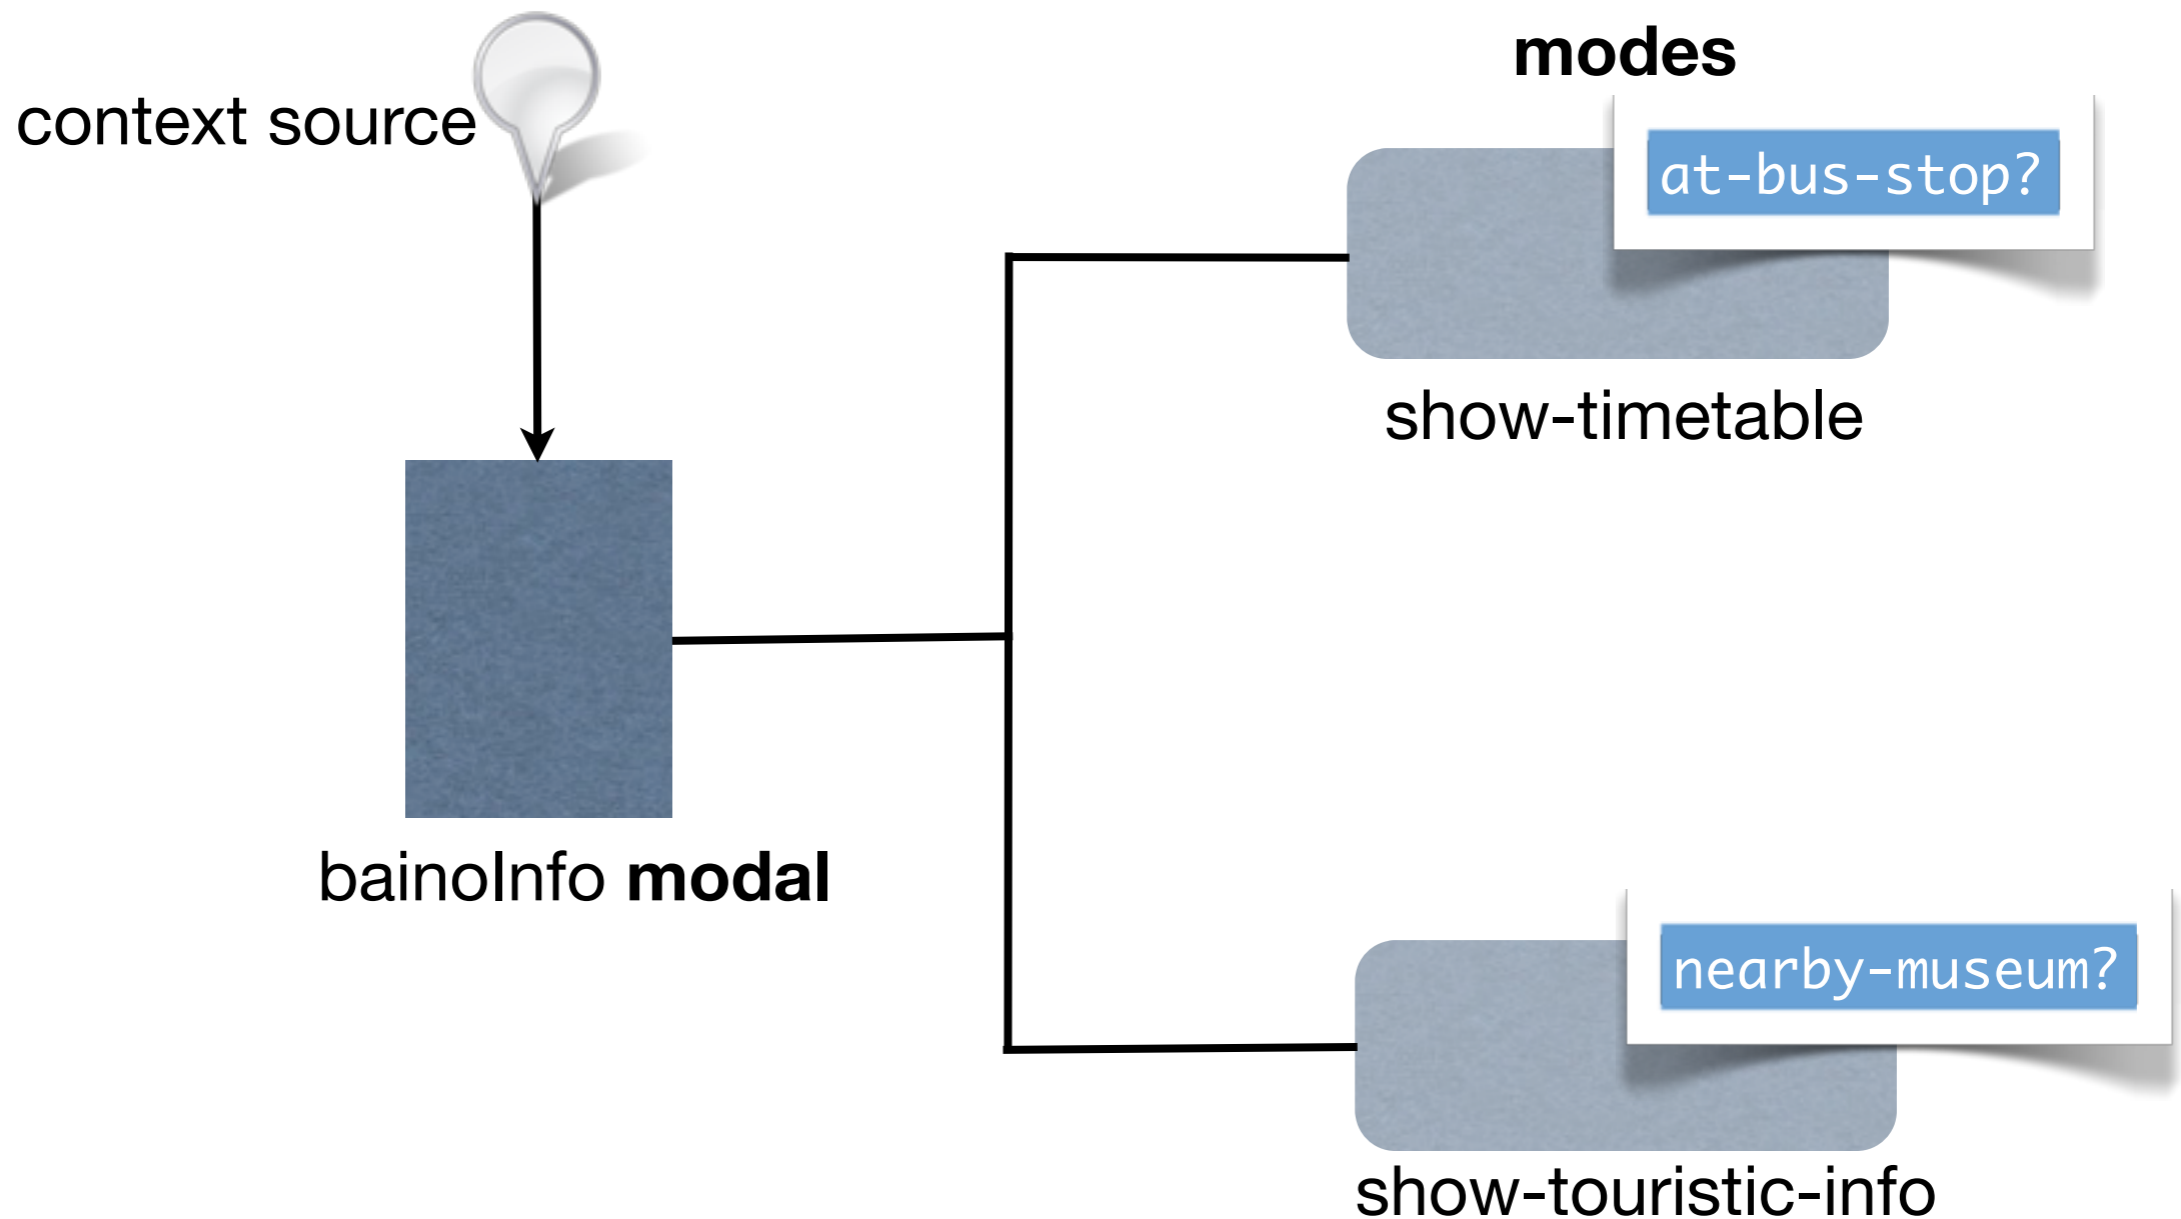 context source
modes
at-bus-stop?
show-timetable
bainoInfo modal
nearby-museum?
show-touristic-info